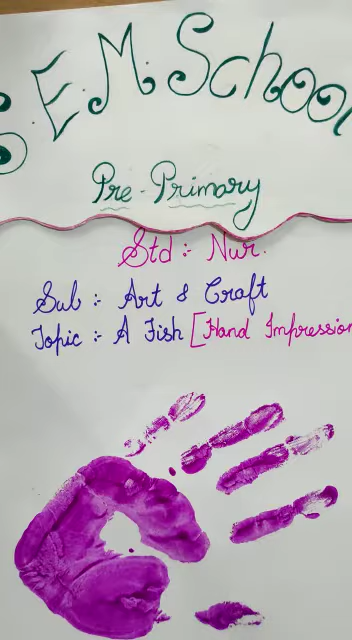 S.E.M. School
Pre-Primary
Std :- Nur.
Sub :- Art & Craft
Topic :- A Fish [Hand Impression